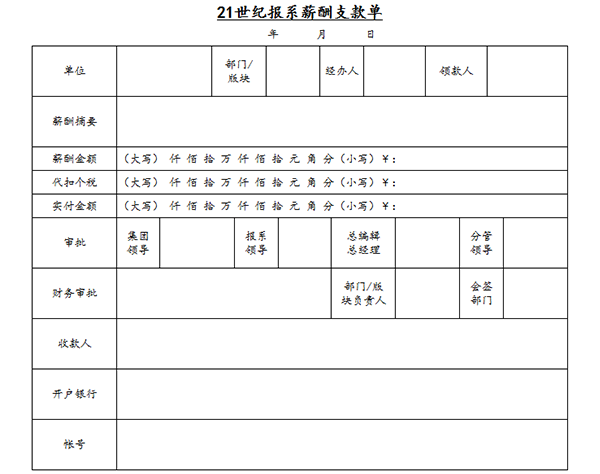 21世纪报系薪酬支款单
年 月 日
单位 部门/版块 经办人 领款人
薪酬摘要
薪酬金额 (大写) 仟 佰 拾 万 仟 佰 拾 元 角 分(小写)¥:
代扣个税 (大写) 仟 佰 拾 万 仟 佰 拾 元 角 分(小写)¥:
实付金额 (大写) 仟 佰 拾 万 仟 佰 拾 元 角 分(小写)¥:
审批 集团领导 报系领导 总编辑总经理 分管领导
财务审批 部门/版块负责人 会签部门
收款人
开户银行
帐号